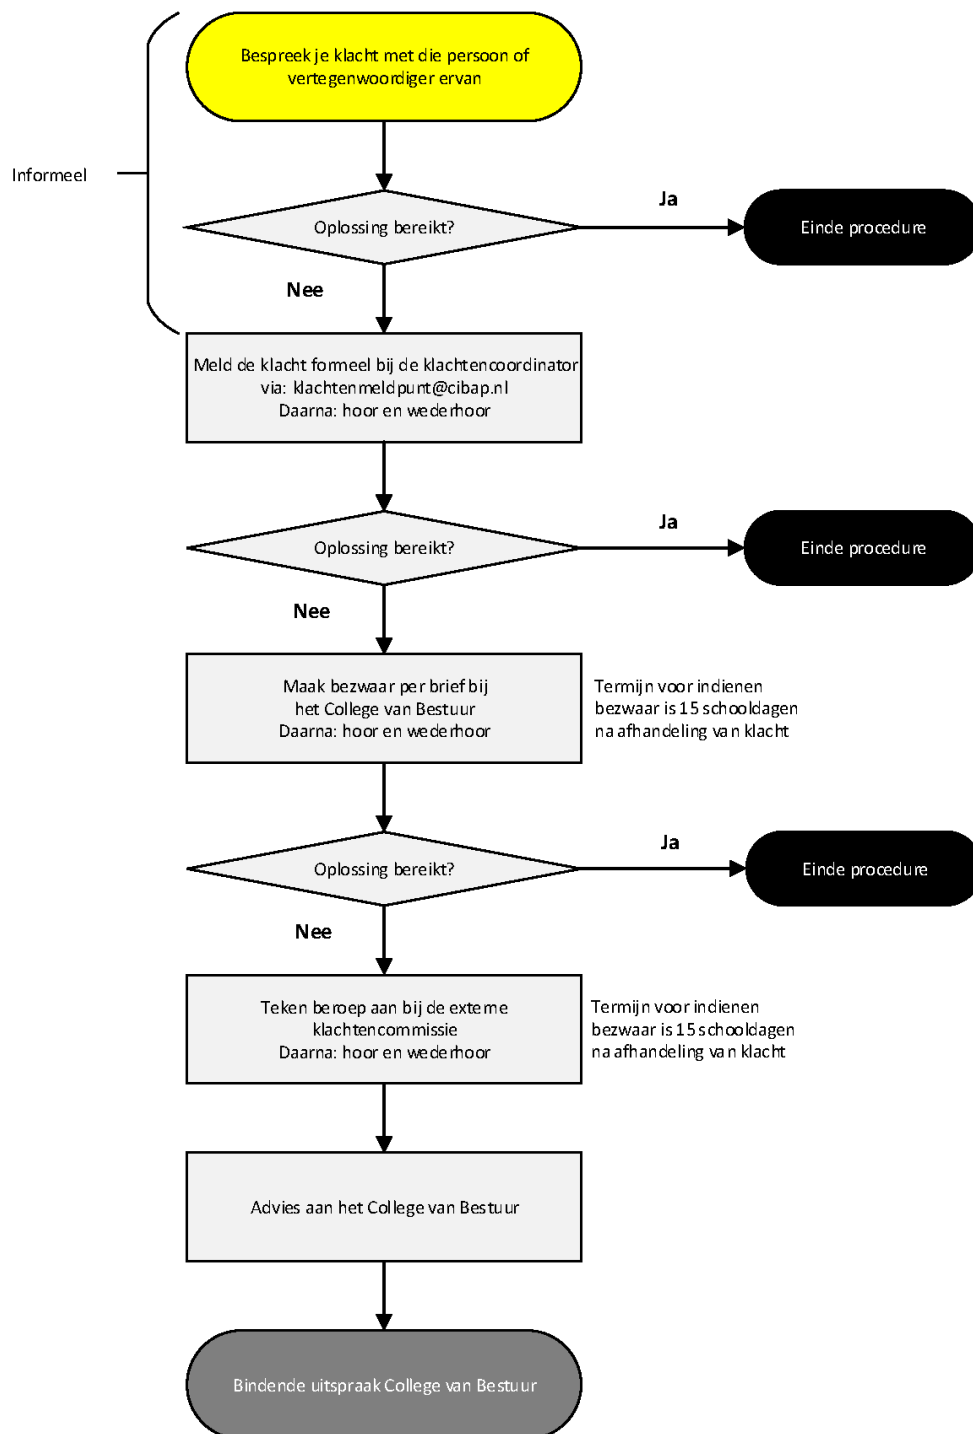 Bespreek je klacht met die persoon of
vertegenwoordiger ervan
Informeel
Oplossing bereikt?
Ja
Einde procedure
Nee
Meld de klacht formeel bij de klachtencoordinator
via: klachtenmeldpunt@cibap.nl
Daarna: hoor en wederhoor
Oplossing bereikt?
Ja
Einde procedure
Nee
Maak bezwaar per brief bij
het College van Bestuur
Daarna: hoor en wederhoor
Termijn voor indienen
bezwaar is 15 schooldagen
na afhandeling van klacht
Oplossing bereikt?
Ja
Einde procedure
Nee
Teken beroep aan bij de externe
klachtencommissie
Daarna: hoor en wederhoor
Termijn voor indienen
bezwaar is 15 schooldagen
na afhandeling van klacht
Advies aan het College van Bestuur
Bindende uitspraak College van Bestuur